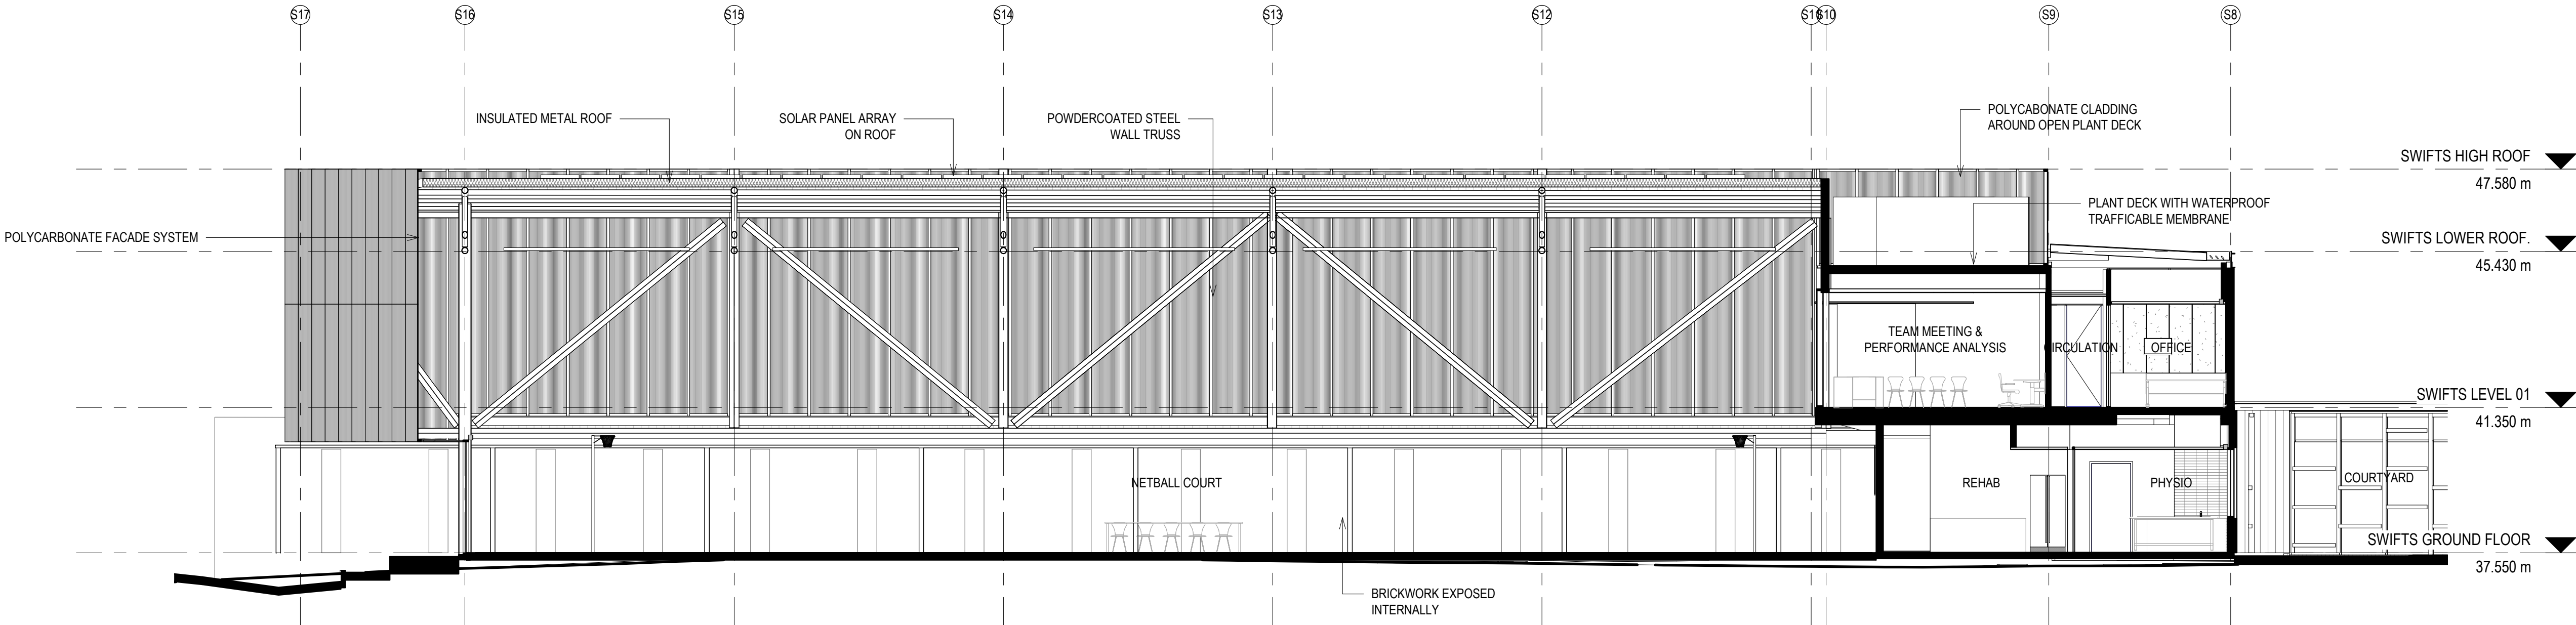 S17
S16
S15
S14
S13
S12
S11
S10
S9
S8
INSULATED METAL ROOF
SOLAR PANEL ARRAY
ON ROOF
POWDERCOATED STEEL
WALL TRUSS
POLYCABONATE CLADDING
AROUND OPEN PLANT DECK
SWIFTS HIGH ROOF
47.580 m
PLANT DECK WITH WATERPROOF
TRAFFICABLE MEMBRANE
POLYCARBONATE FACADE SYSTEM
SWIFTS LOWER ROOF.
45.430 m
TEAM MEETING &
PERFORMANCE ANALYSIS
CIRCULATION
OFFICE
SWIFTS LEVEL 01
41.350 m
NETBALL COURT
REHAB
PHYSIO
COURTYARD
SWIFTS GROUND FLOOR
37.550 m
BRICKWORK EXPOSED
INTERNALLY